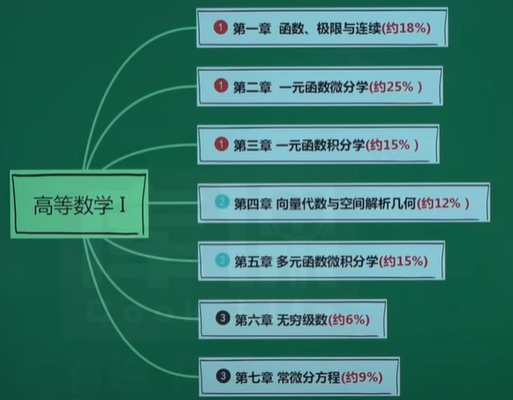 高等数学 I
1 第一章 函数、极限与连续(约18%)
1 第二章 一元函数微分学(约25% )
1 第三章 一元函数积分学(约15% )
2 第四章 向量代数与空间解析几何(约12% )
2 第五章 多元函数微积分学(约15%)
3 第六章 无穷级数(约6%)
3 第七章 常微分方程(约9%)